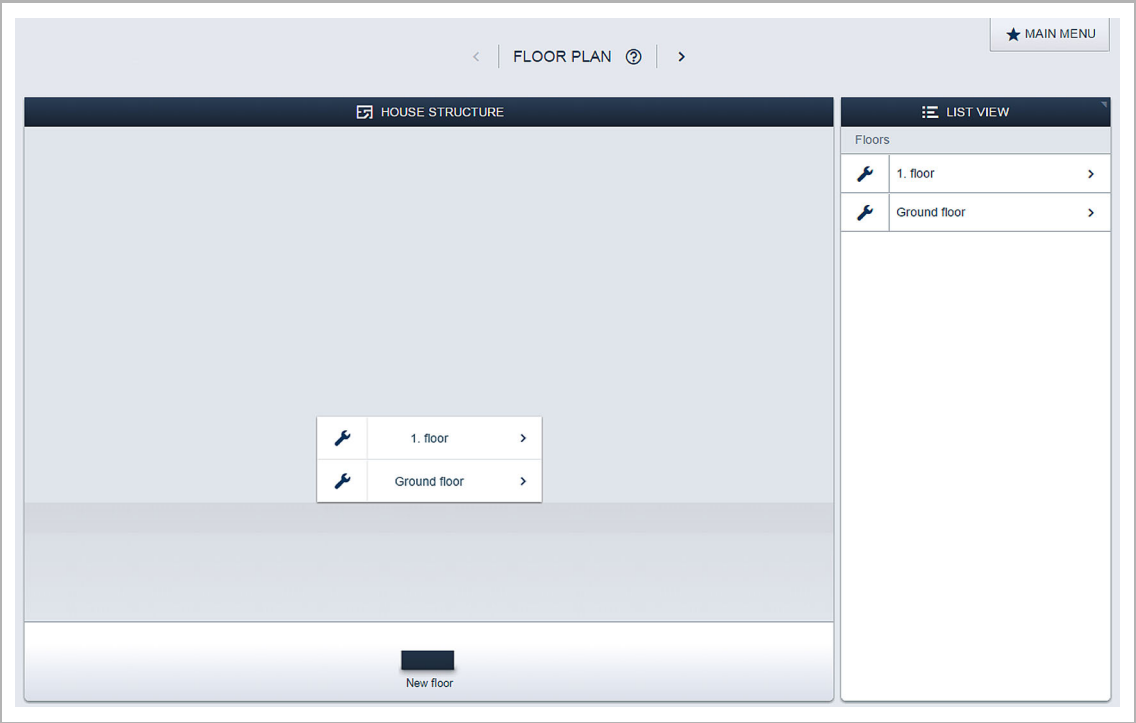 MAIN MENU
FLOOR PLAN
HOUSE STRUCTURE
1. floor
Ground floor
New floor
LIST VIEW
Floors
1. floor
Ground floor